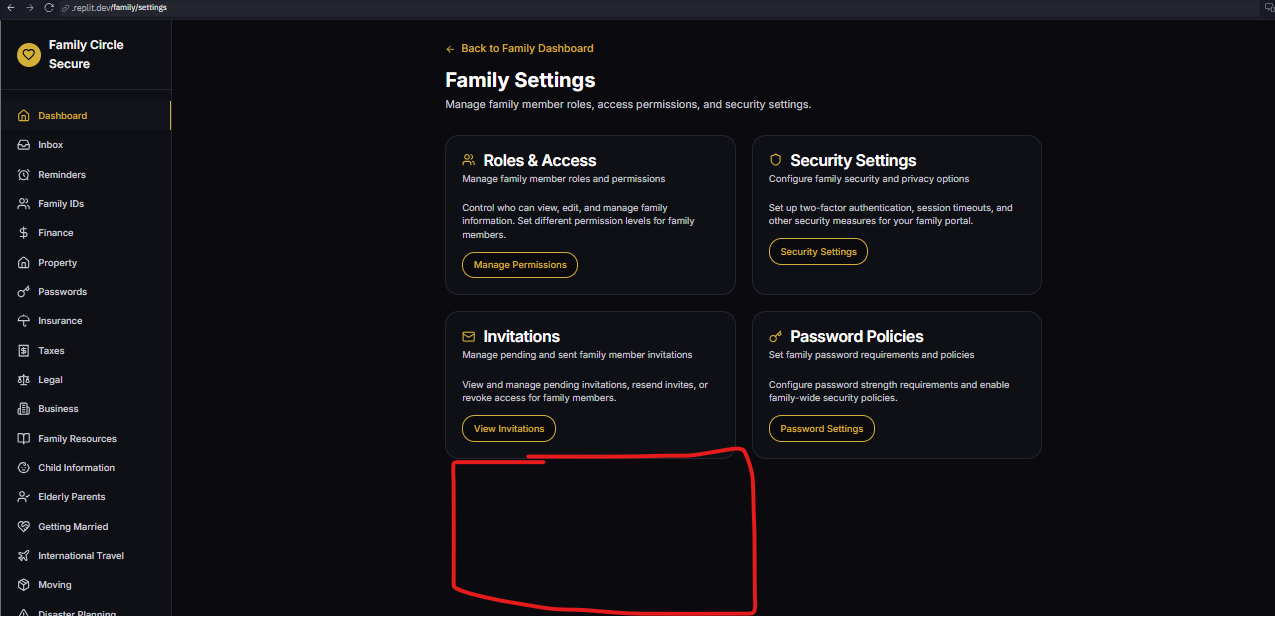 .replit.dev/family/settings
Family Circle
Secure
Dashboard
Inbox
Reminders
Family IDs
Finance
Property
Passwords
Insurance
Taxes
Legal
Business
Family Resources
Child Information
Elderly Parents
Getting Married
International Travel
Moving
Disaster Planning
← Back to Family Dashboard
Family Settings
Manage family member roles, access permissions, and security settings.
Roles & Access
Manage family member roles and permissions
Control who can view, edit, and manage family
information. Set different permission levels for family
members.
Manage Permissions
Security Settings
Configure family security and privacy options
Set up two-factor authentication, session timeouts, and
other security measures for your family portal.
Security Settings
Invitations
Manage pending and sent family member invitations
View and manage pending invitations, resend invites, or
revoke access for family members.
View Invitations
Password Policies
Set family password requirements and policies
Configure password strength requirements and enable
family-wide security policies.
Password Settings